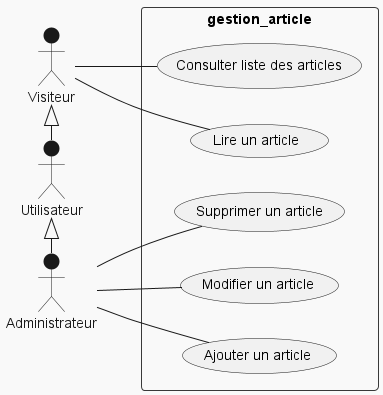 gestion_article
Consulter liste des articles
Visiteur
Lire un article
Utilisateur
Supprimer un article
Modifier un article
Administrateur
Ajouter un article